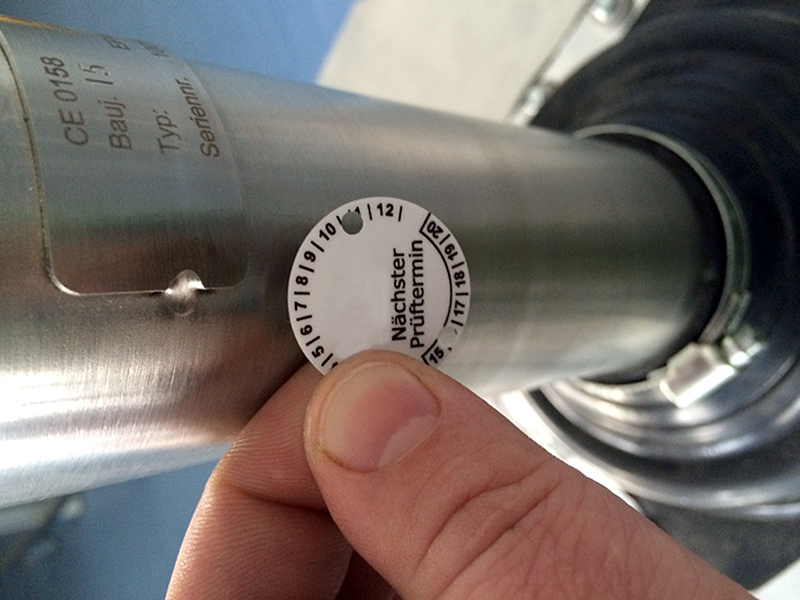 CE 0158
Bauj. 15
Typ:
Seriennr.
5|6|7|8|9|10| |12|
Nächster
Prüftermin
15 |17|18|19|20